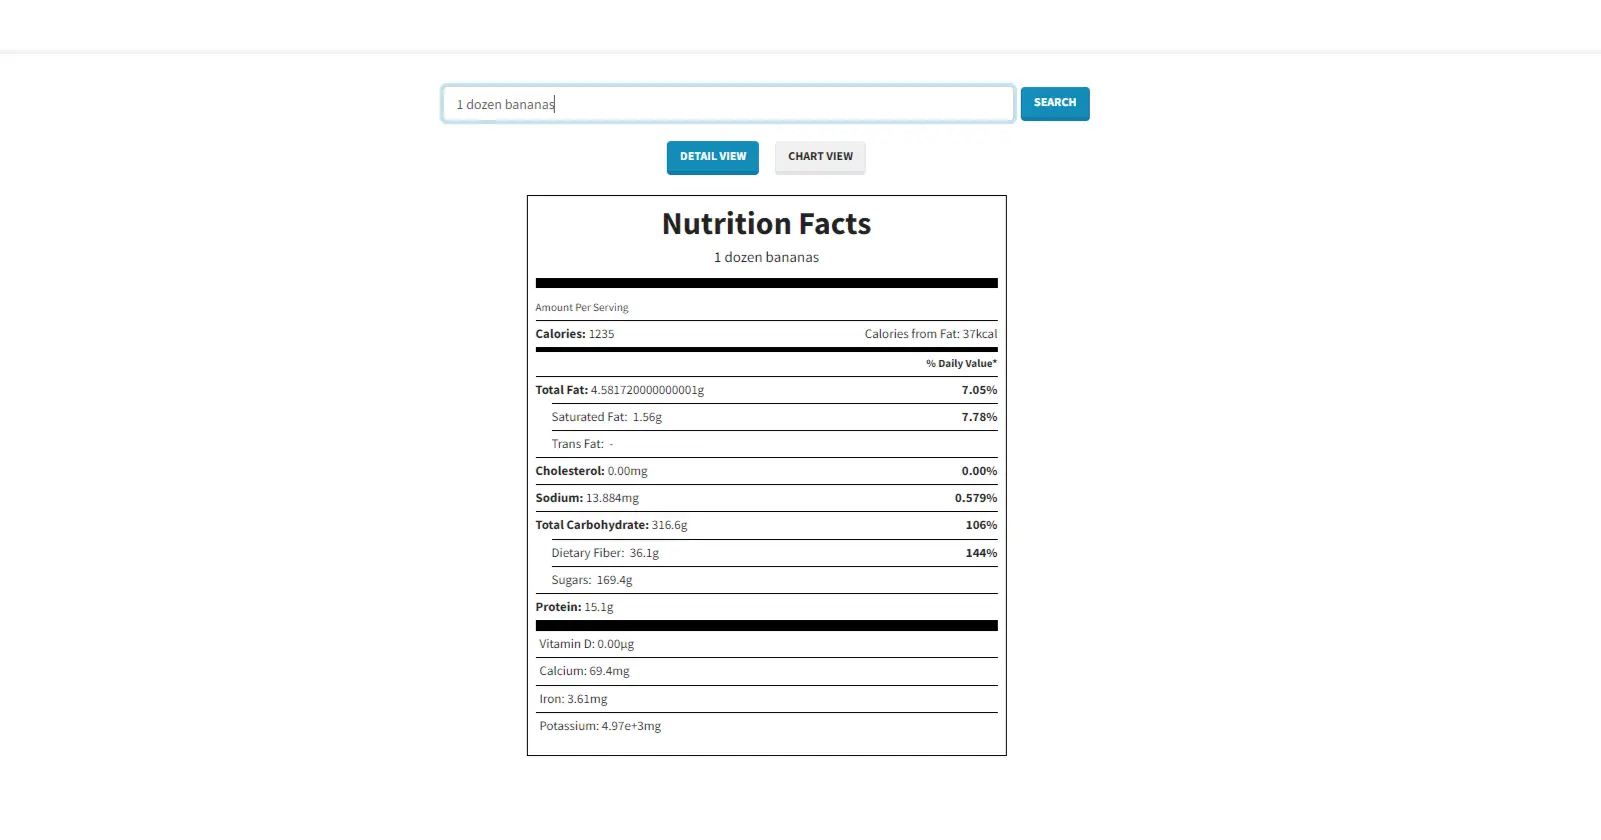 1 dozen bananas
SEARCH
DETAIL VIEW
CHART VIEW
Nutrition Facts
1 dozen bananas
Amount Per Serving
Calories: 1235 Calories from Fat: 37kcal
% Daily Value*
Total Fat: 4.581720000000001g 7.05%
Saturated Fat: 1.56g 7.78%
Trans Fat: -
Cholesterol: 0.00mg 0.00%
Sodium: 13.884mg 0.579%
Total Carbohydrate: 316.6g 106%
Dietary Fiber: 36.1g 144%
Sugars: 169.4g
Protein: 15.1g
Vitamin D: 0.00µg
Calcium: 69.4mg
Iron: 3.61mg
Potassium: 4.97e+3mg